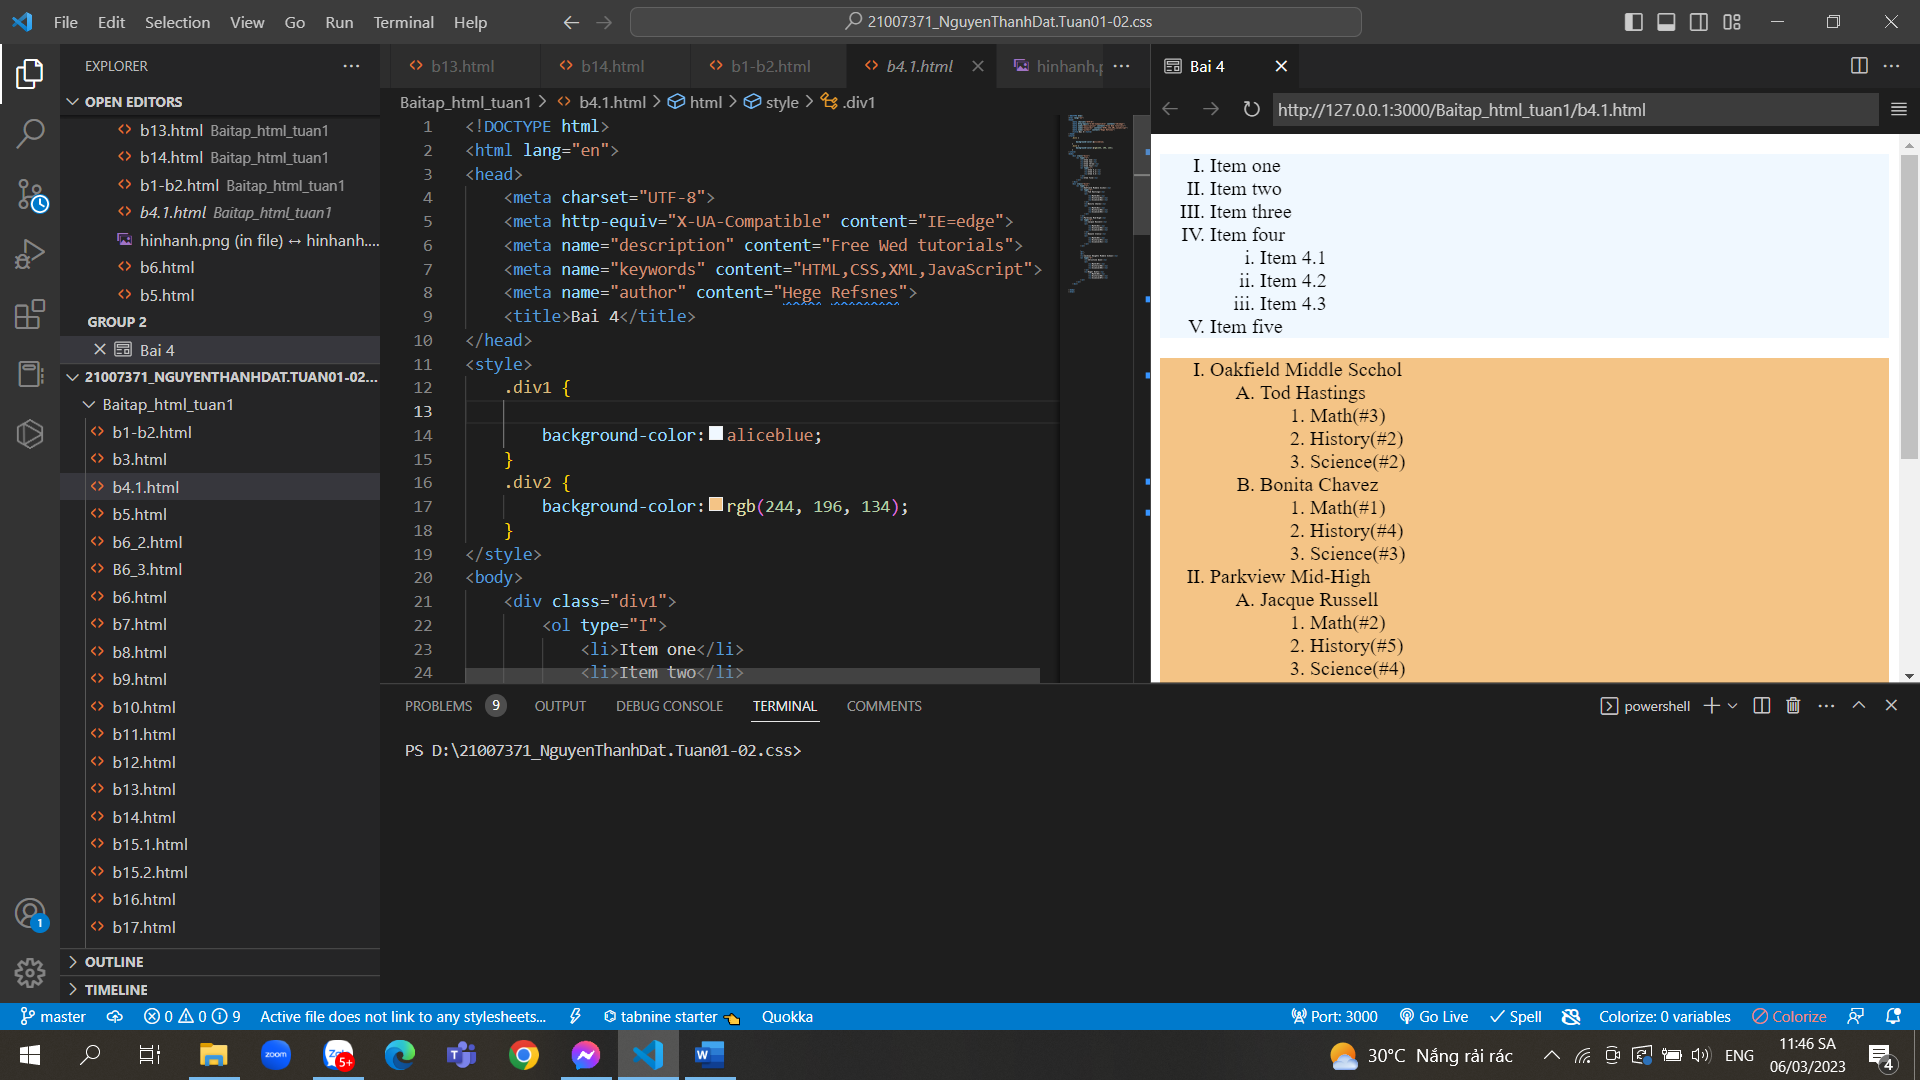 File Edit Selection View Go Run Terminal Help
21007371_NguyenThanhDat.Tuan01-02.css
EXPLORER
OPEN EDITORS
b13.html Baitap_html_tuan1
b14.html Baitap_html_tuan1
b1-b2.html Baitap_html_tuan1
b4.1.html Baitap_html_tuan1
hinhanh.png (in file) ↔ hinhanh....
b6.html
b5.html
GROUP 2
Bai 4
21007371_NGUYENTHANHDAT.TUAN01-02...
Baitap_html_tuan1
b1-b2.html
b3.html
b4.1.html
b5.html
b6_2.html
B6_3.html
b6.html
b7.html
b8.html
b9.html
b10.html
b11.html
b12.html
b13.html
b14.html
b15.1.html
b15.2.html
b16.html
b17.html
OUTLINE
TIMELINE
b13.html b14.html b1-b2.html b4.1.html hinhanh.p
Baitap_html_tuan1 > b4.1.html > html > style > .div1
1 <!DOCTYPE html>
2 <html lang="en">
3 <head>
4 <meta charset="UTF-8">
5 <meta http-equiv="X-UA-Compatible" content="IE=edge">
6 <meta name="description" content="Free Wed tutorials">
7 <meta name="keywords" content="HTML,CSS,XML,JavaScript">
8 <meta name="author" content="Hege Refsnes">
9 <title>Bai 4</title>
10 </head>
11 <style>
12 .div1 {
13
14 background-color: aliceblue;
15 }
16 .div2 {
17 background-color: rgb(244, 196, 134);
18 }
19 </style>
20 <body>
21 <div class="div1">
22 <ol type="I">
23 <li>Item one</li>
24 <li>Item two</li>
Bai 4
http://127.0.0.1:3000/Baitap_html_tuan1/b4.1.html
I. Item one
II. Item two
III. Item three
IV. Item four
i. Item 4.1
ii. Item 4.2
iii. Item 4.3
V. Item five
I. Oakfield Middle Scchol
A. Tod Hastings
1. Math(#3)
2. History(#2)
3. Science(#2)
B. Bonita Chavez
1. Math(#1)
2. History(#4)
3. Science(#3)
II. Parkview Mid-High
A. Jacque Russell
1. Math(#2)
2. History(#5)
3. Science(#4)
PROBLEMS 9 OUTPUT DEBUG CONSOLE TERMINAL COMMENTS
powershell
PS D:\21007371_NguyenThanhDat.Tuan01-02.css>
1
master 0 0 9 Active file does not link to any stylesheets... tabnine starter Quokka
Port: 3000 Go Live Spell Colorize: 0 variables Colorize
zoom Zalo 5+
30°C Nắng rải rác
ENG
11:46 SA
06/03/2023
4